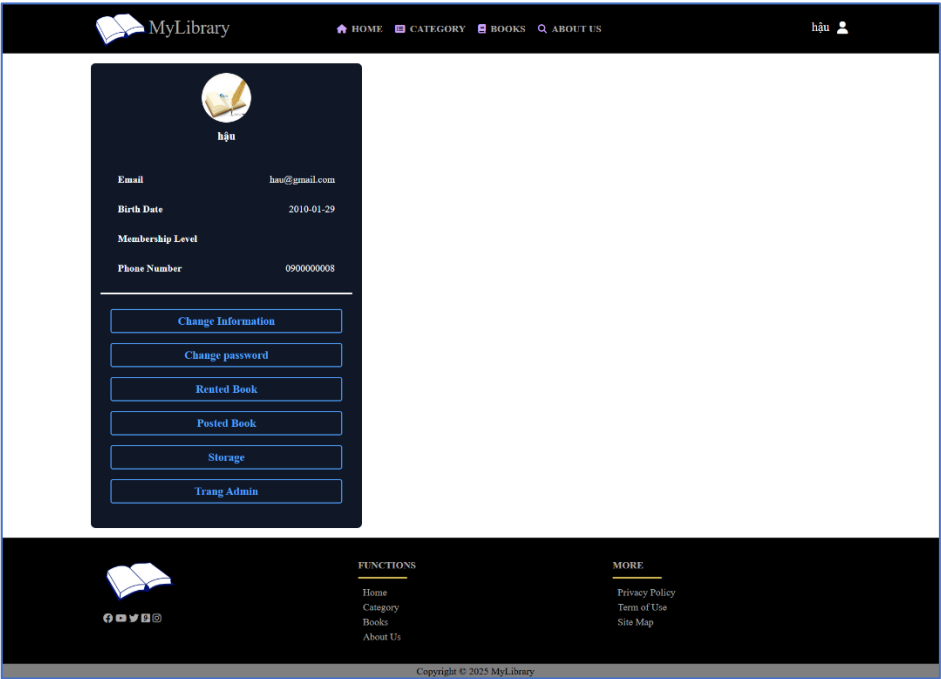 MyLibrary
HOME CATEGORY BOOKS ABOUT US
hậu
hậu
Email hau@gmail.com
Birth Date 2010-01-29
Membership Level
Phone Number 0900000008
Change Information
Change password
Rented Book
Posted Book
Storage
Trang Admin
FUNCTIONS
Home
Category
Books
About Us
MORE
Privacy Policy
Term of Use
Site Map
Copyright © 2025 MyLibrary